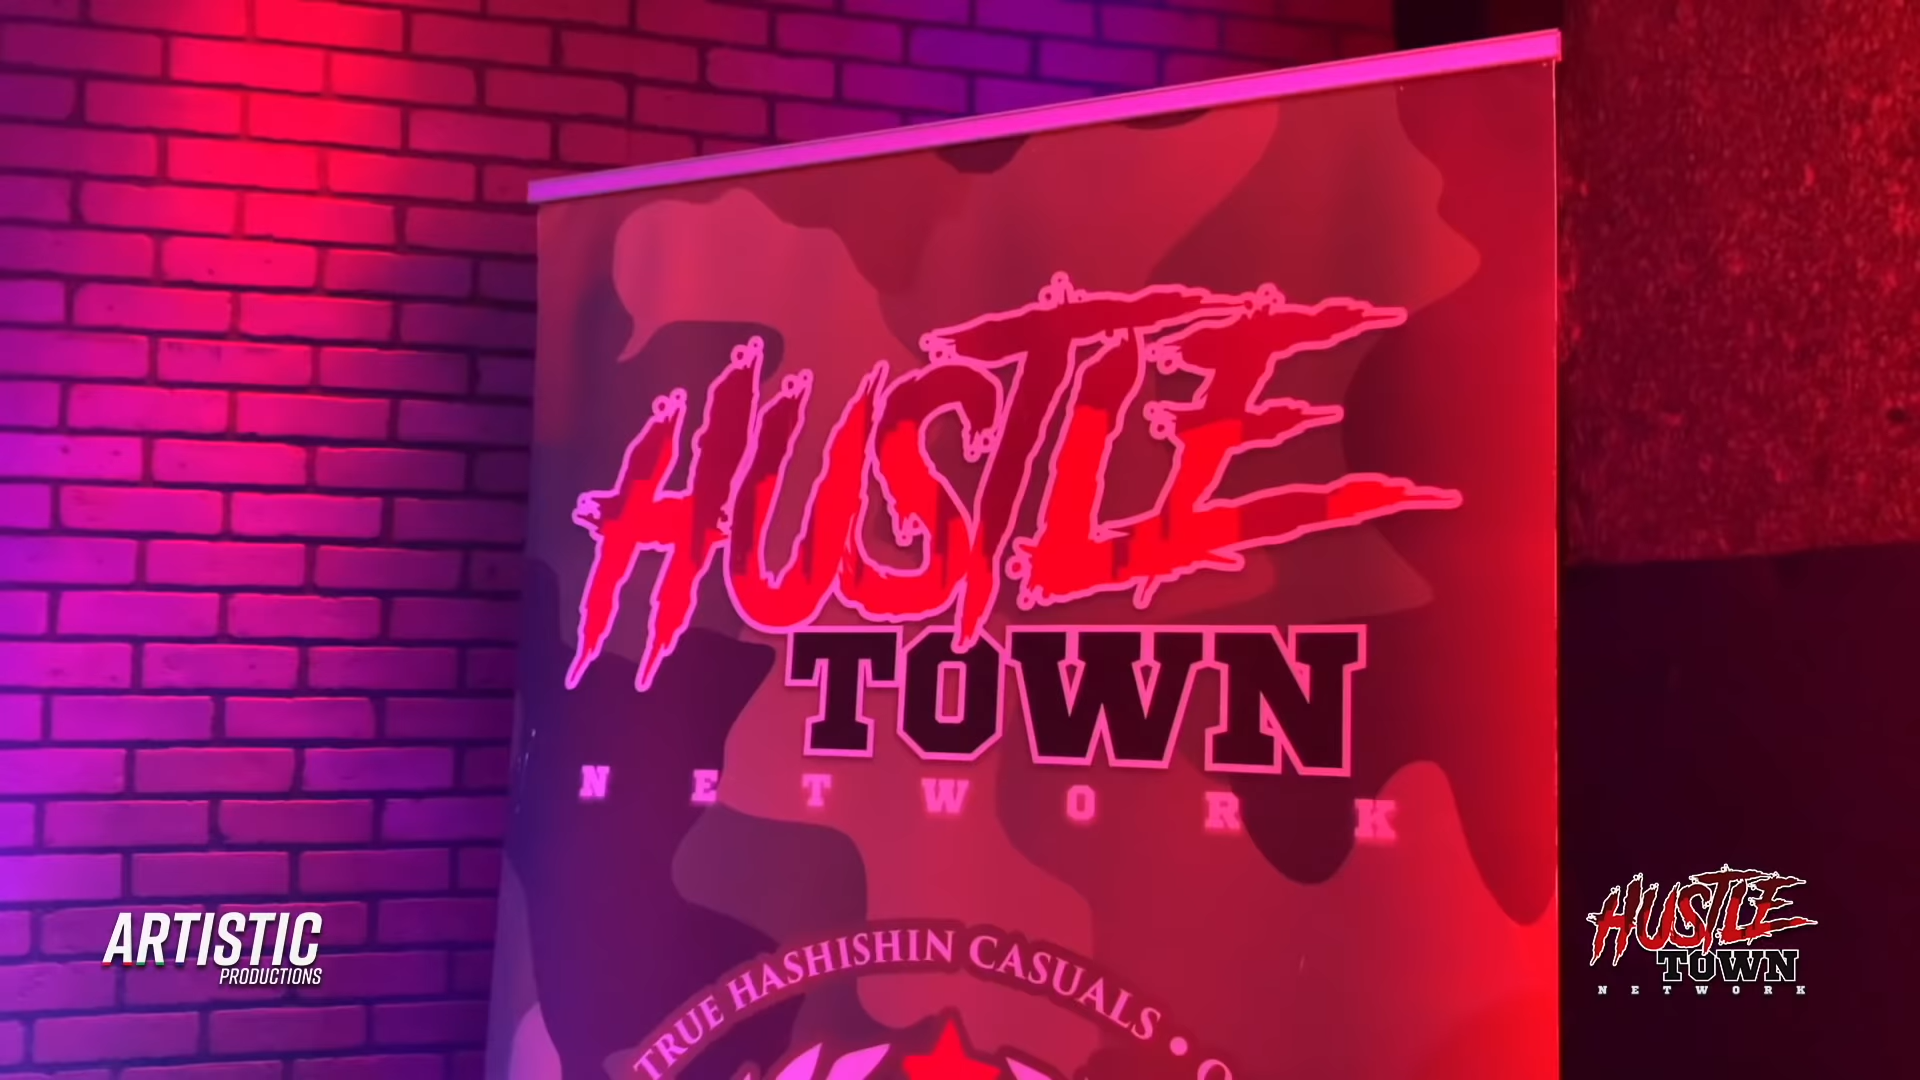 HUSTLE
TOWN
NETWORK
TRUE HASHISHIN CASUALS •
ARTISTIC
PRODUCTIONS
HUSTLE
TOWN
NETWORK